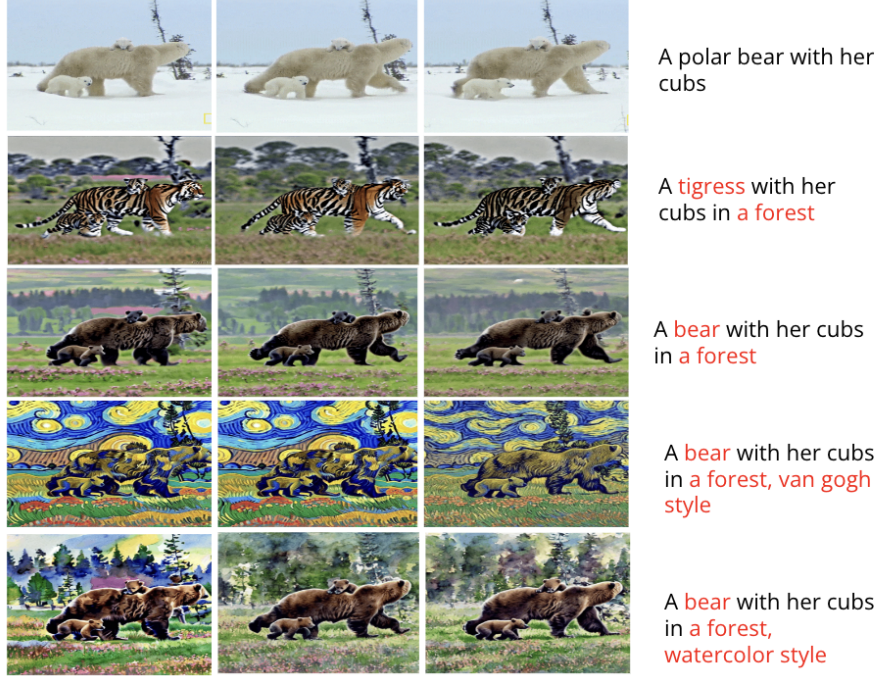 A polar bear with her
cubs
A tigress with her
cubs in a forest
A bear with her cubs
in a forest
A bear with her cubs
in a forest, van gogh
style
A bear with her cubs
in a forest,
watercolor style